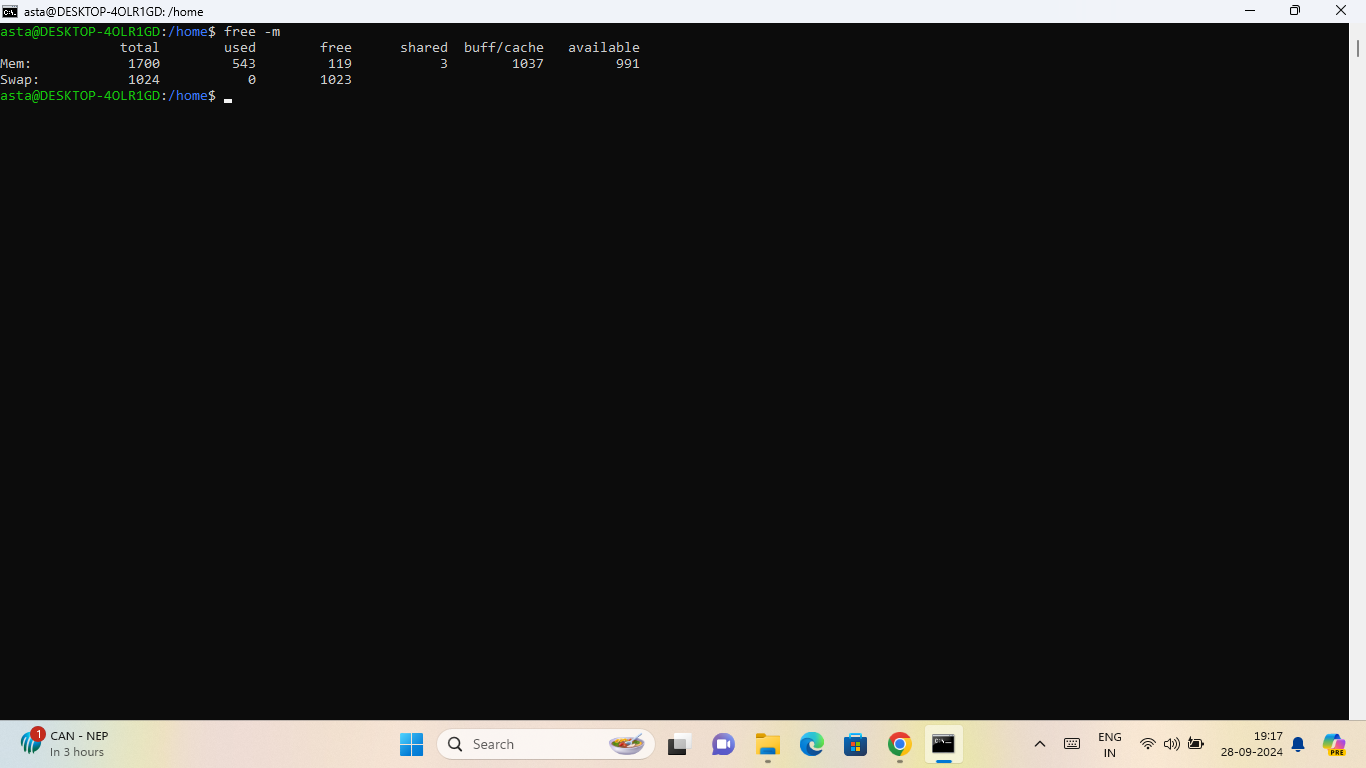 asta@DESKTOP-4OLR1GD: /home
asta@DESKTOP-4OLR1GD:/home$ free -m
total used free shared buff/cache available
Mem: 1700 543 119 3 1037 991
Swap: 1024 0 1023
asta@DESKTOP-4OLR1GD:/home$
1
CAN - NEP
In 3 hours
Search
ENG
IN
19:17
28-09-2024
PRE